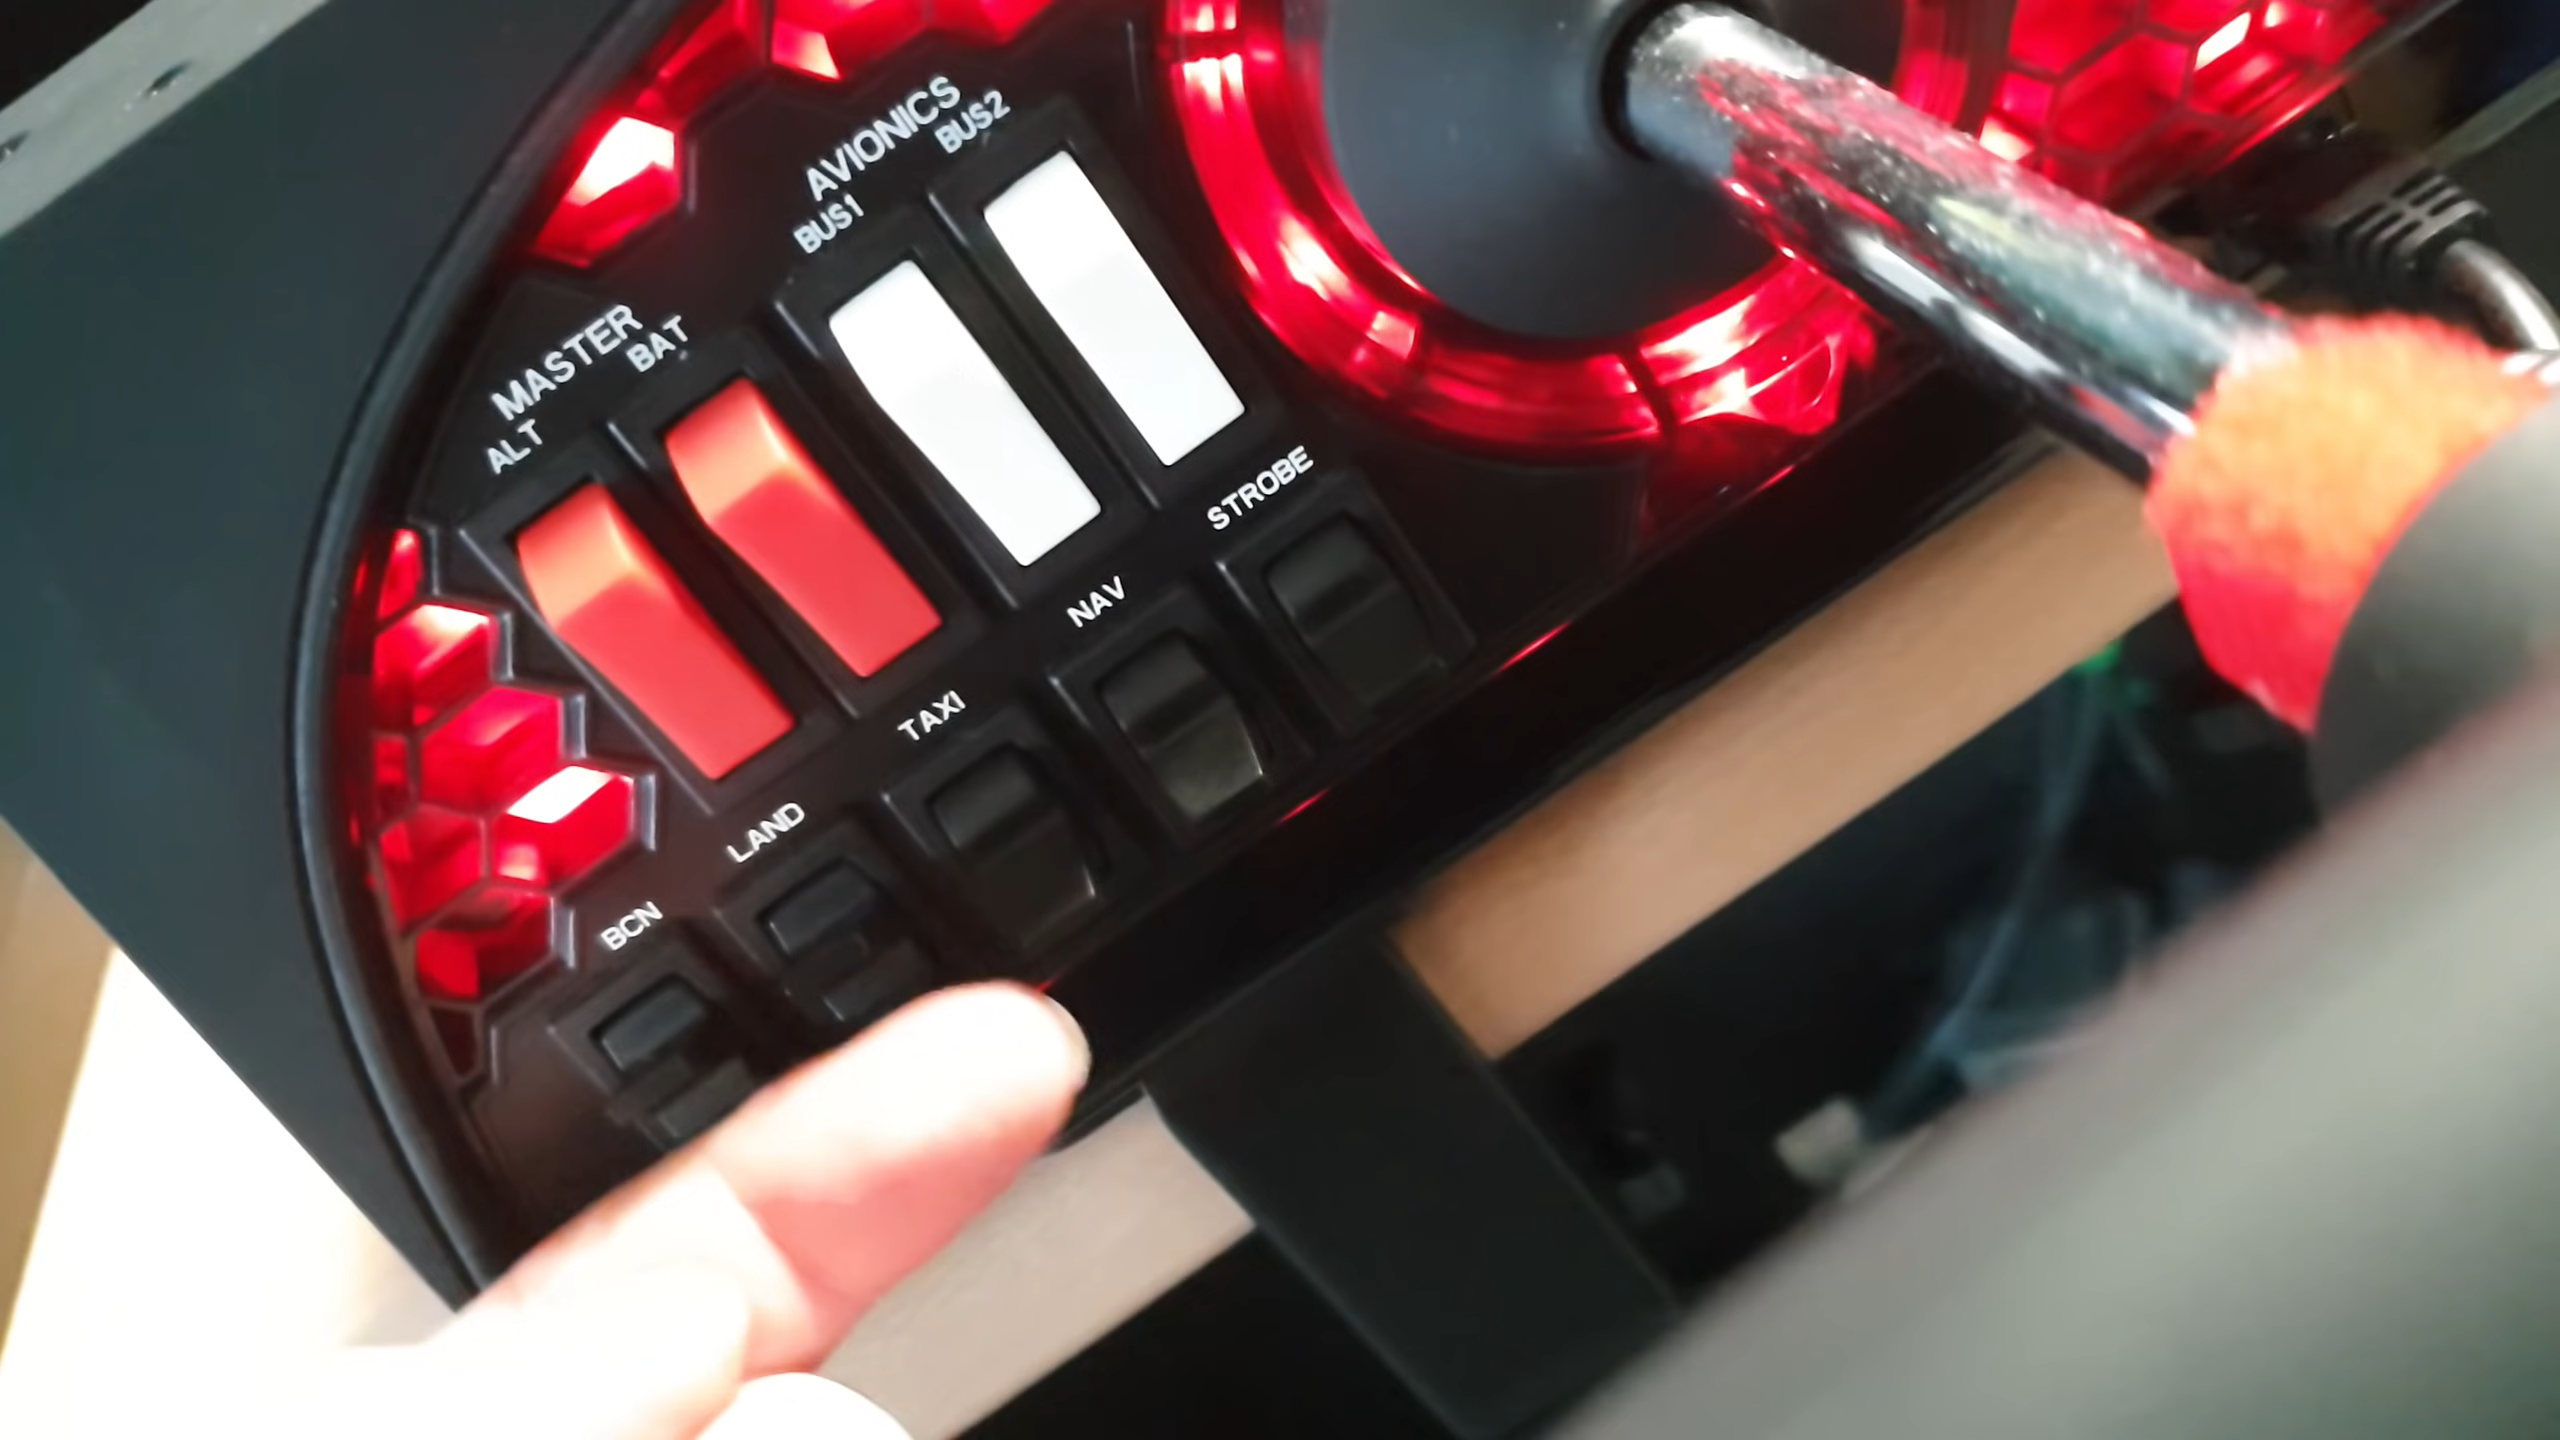 MASTER
ALT BAT
AVIONICS
BUS1 BUS2
BCN LAND TAXI NAV STROBE